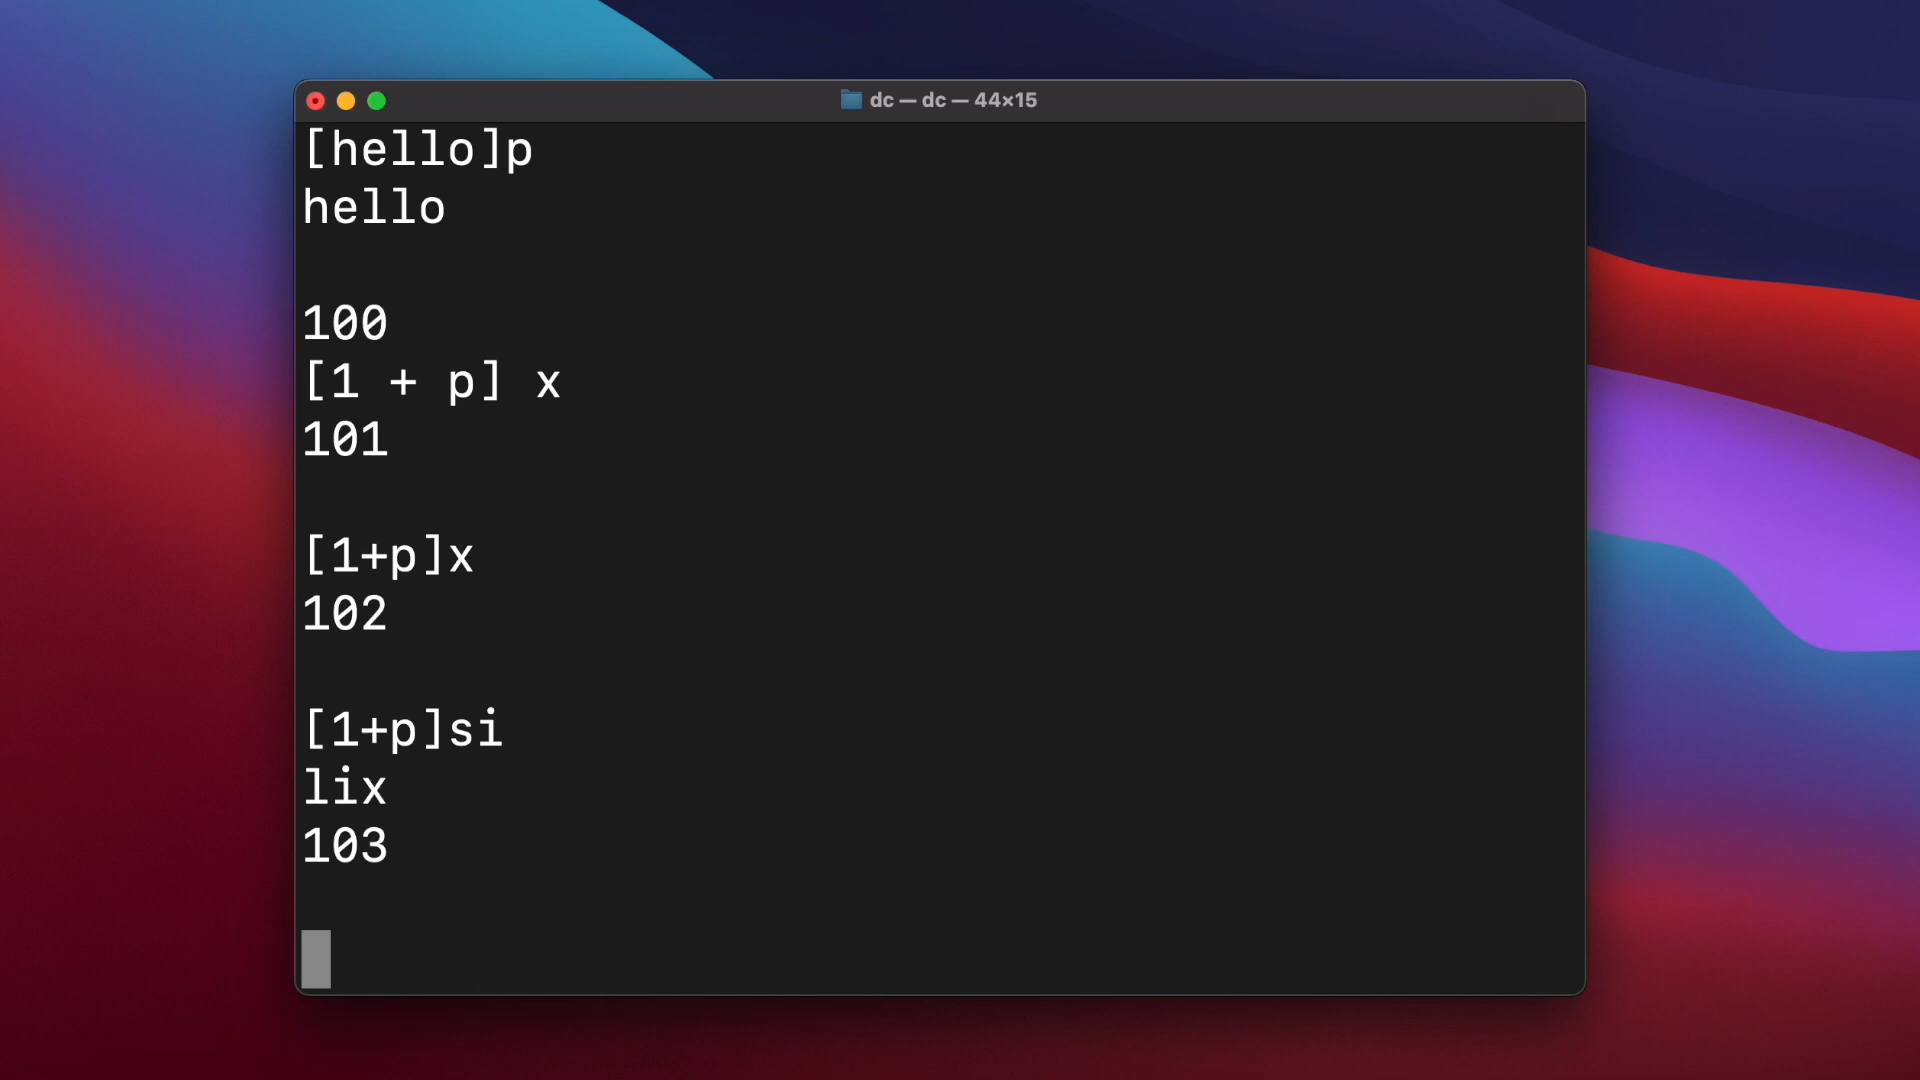 dc — dc — 44×15
[hello]p
hello
100
[1 + p] x
101
[1+p]x
102
[1+p]si
lix
103